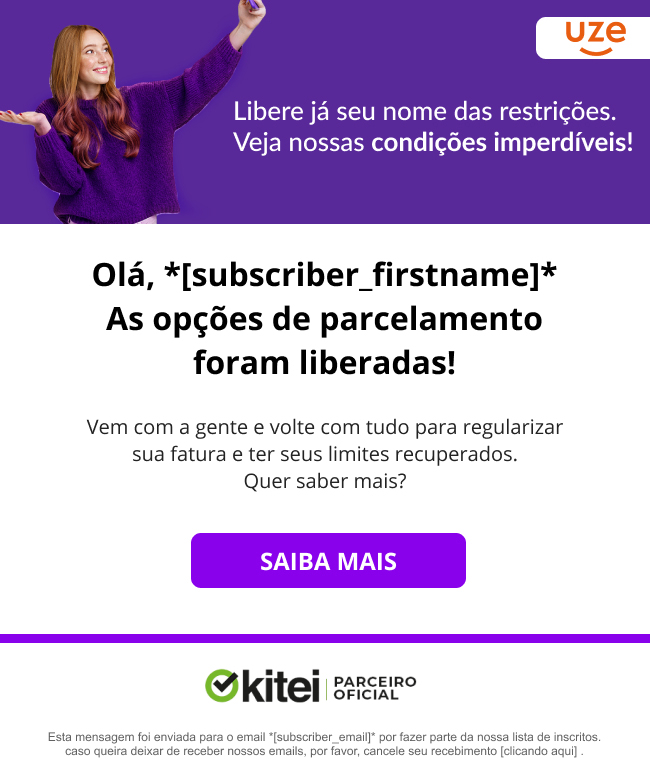 uze
Libere já seu nome das restrições.
Veja nossas condições imperdíveis!
Olá, *[subscriber_firstname]*
As opções de parcelamento
foram liberadas!
Vem com a gente e volte com tudo para regularizar
sua fatura e ter seus limites recuperados.
Quer saber mais?
SAIBA MAIS
kitei PARCEIRO
OFICIAL
Esta mensagem foi enviada para o email *[subscriber_email]* por fazer parte da nossa lista de inscritos.
caso queira deixar de receber nossos emails, por favor, cancele seu recebimento [clicando aqui] .